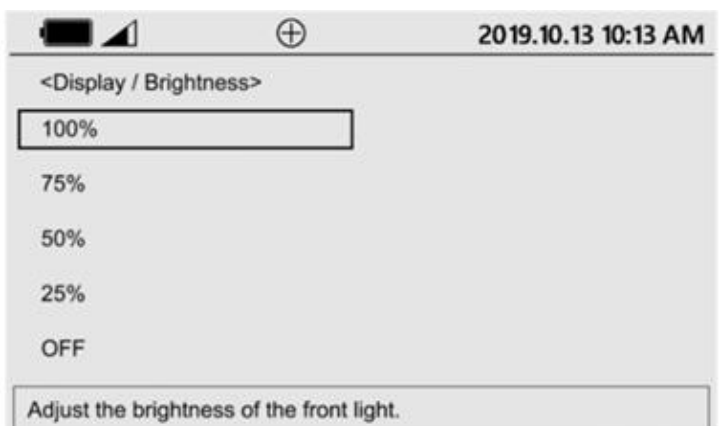 2019.10.13 10:13 AM
<Display / Brightness>
100%
75%
50%
25%
OFF
Adjust the brightness of the front light.